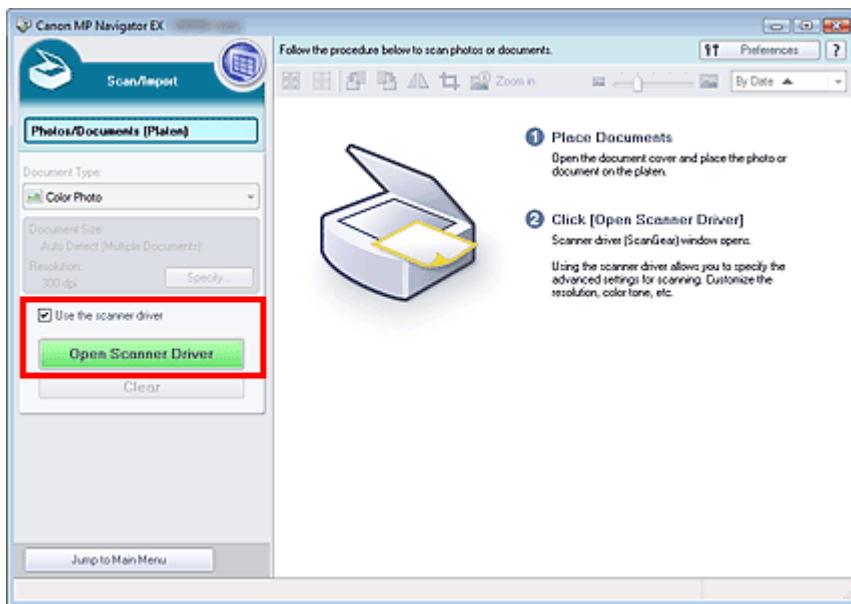 Canon MP Navigator EX
Scan/Import
Photos/Documents (Platen)
Document Type:
Color Photo
Document Size:
Auto Detect (Multiple Documents)
Resolution:
300 dpi
Specify...
Use the scanner driver
Open Scanner Driver
Clear
Jump to Main Menu
Follow the procedure below to scan photos or documents.
Preferences
?
Zoom in
By Date
1 Place Documents
Open the document cover and place the photo or
document on the platen.
2 Click [Open Scanner Driver]
Scanner driver (ScanGear) window opens.
Using the scanner driver allows you to specify the
advanced settings for scanning. Customize the
resolution, color tone, etc.